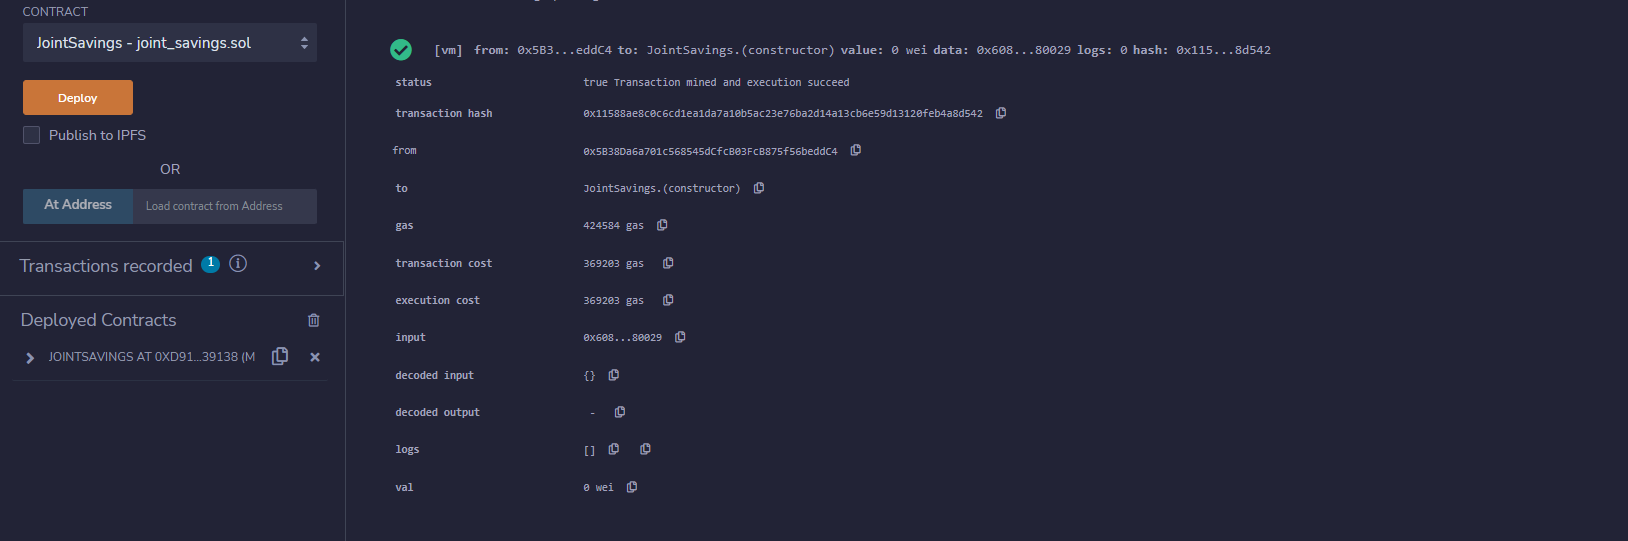 CONTRACT
JointSavings - joint_savings.sol
Deploy
Publish to IPFS
OR
At Address Load contract from Address
Transactions recorded 1 i
Deployed Contracts
JOINTSAVINGS AT 0XD91...39138 (M
[vm] from: 0x5B3...eddC4 to: JointSavings.(constructor) value: 0 wei data: 0x608...80029 logs: 0 hash: 0x115...8d542
status true Transaction mined and execution succeed
transaction hash 0x11588ae8c0c6cd1ea1da7a10b5ac23e76ba2d14a13cb6e59d13120feb4a8d542
from 0x5B38Da6a701c568545dCfcB03FcB875f56beddC4
to JointSavings.(constructor)
gas 424584 gas
transaction cost 369203 gas
execution cost 369203 gas
input 0x608...80029
decoded input {}
decoded output -
logs []
val 0 wei